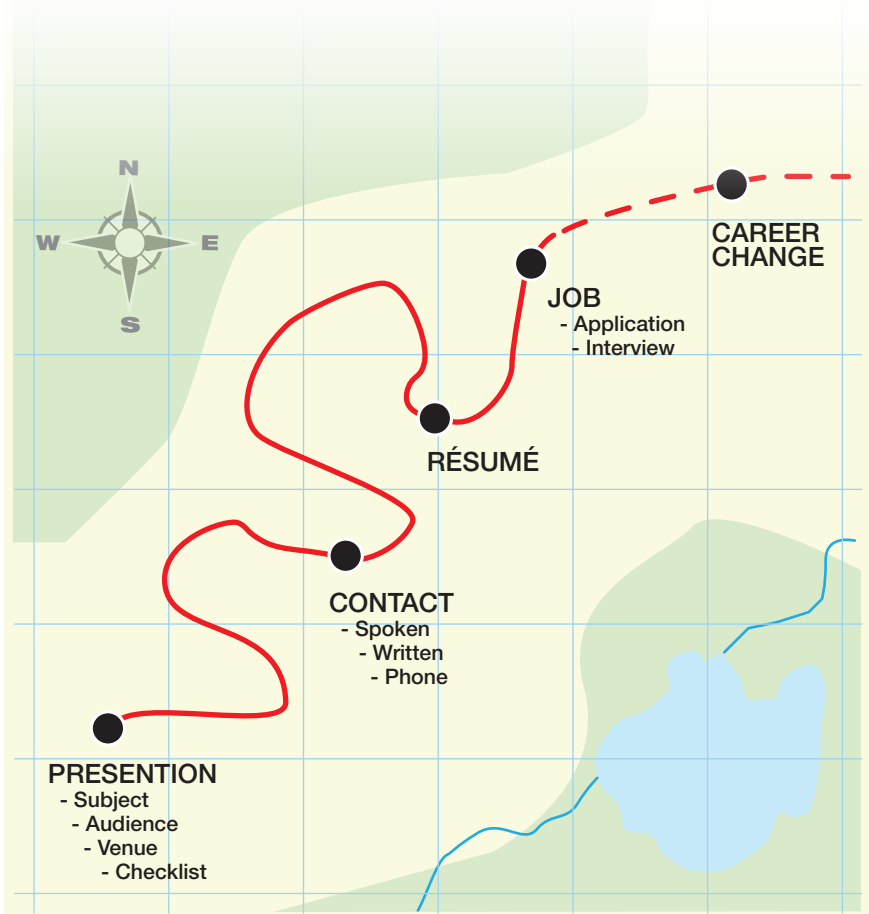 N
W
E
S
CAREER
CHANGE
JOB
- Application
- Interview
RÉSUMÉ
CONTACT
- Spoken
- Written
- Phone
PRESENTION
- Subject
- Audience
- Venue
- Checklist